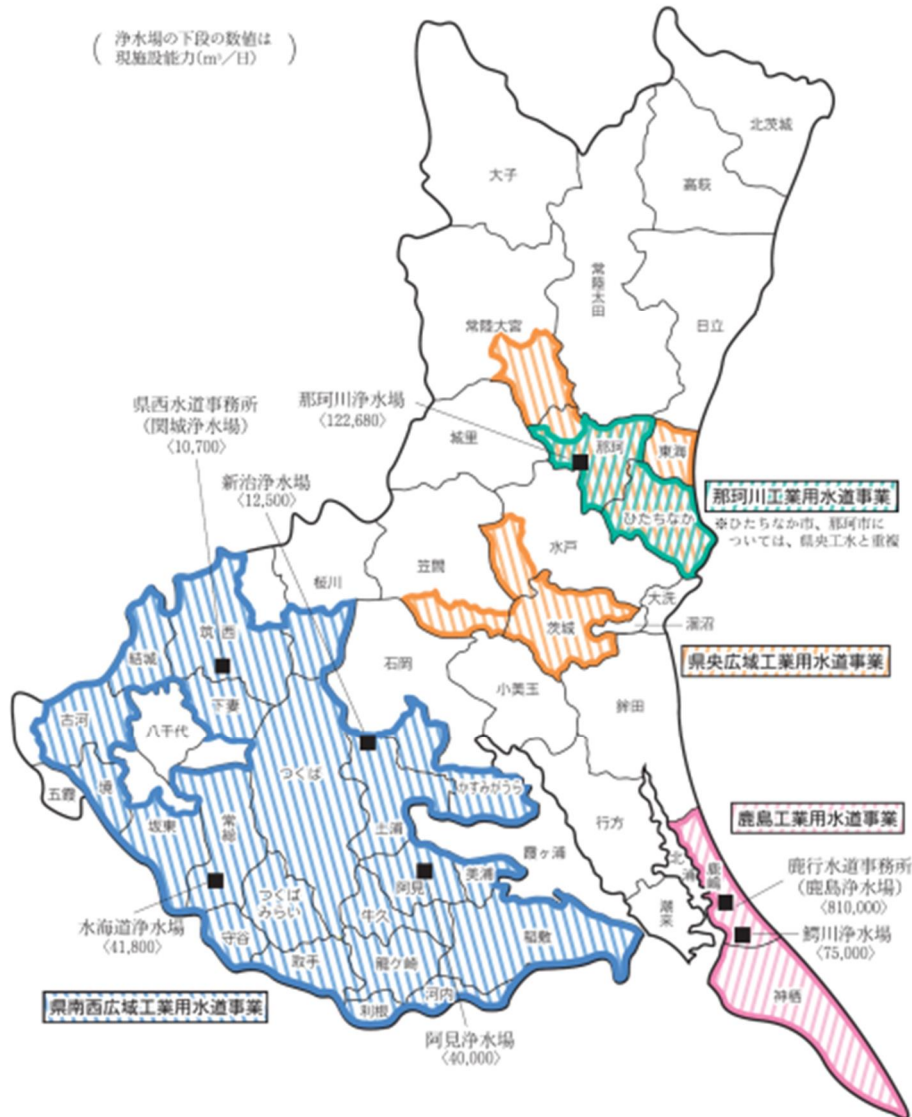 浄水場の下段の数値は
現施設能力(m³／日)
北茨城
大子
高萩
常陸太田
日立
常陸大宮
那珂川浄水場
〈122,680〉
県西水道事務所
(関城浄水場)
〈10,700〉
城里
那珂
東海
新治浄水場
〈12,500〉
那珂川工業用水道事業
ひたちなか
※ひたちなか市、那珂市に
ついては、県央工水と重複
水戸
笠間
桜川
大洗
涸沼
茨城
筑西
結城
石岡
県央広域工業用水道事業
小美玉
鉾田
下妻
古河
八千代
つくば
五霞
境
かすみがうら
坂東
常総
土浦
行方
鹿島工業用水道事業
霞ヶ浦
北浦
鹿嶋
鹿行水道事務所
(鹿島浄水場)
〈810,000〉
阿見
美浦
つくば
みらい
牛久
潮来
水海道浄水場
〈41,800〉
守谷
稲敷
鰐川浄水場
〈75,000〉
取手
龍ケ崎
神栖
河内
利根
県南西広域工業用水道事業
阿見浄水場
〈40,000〉